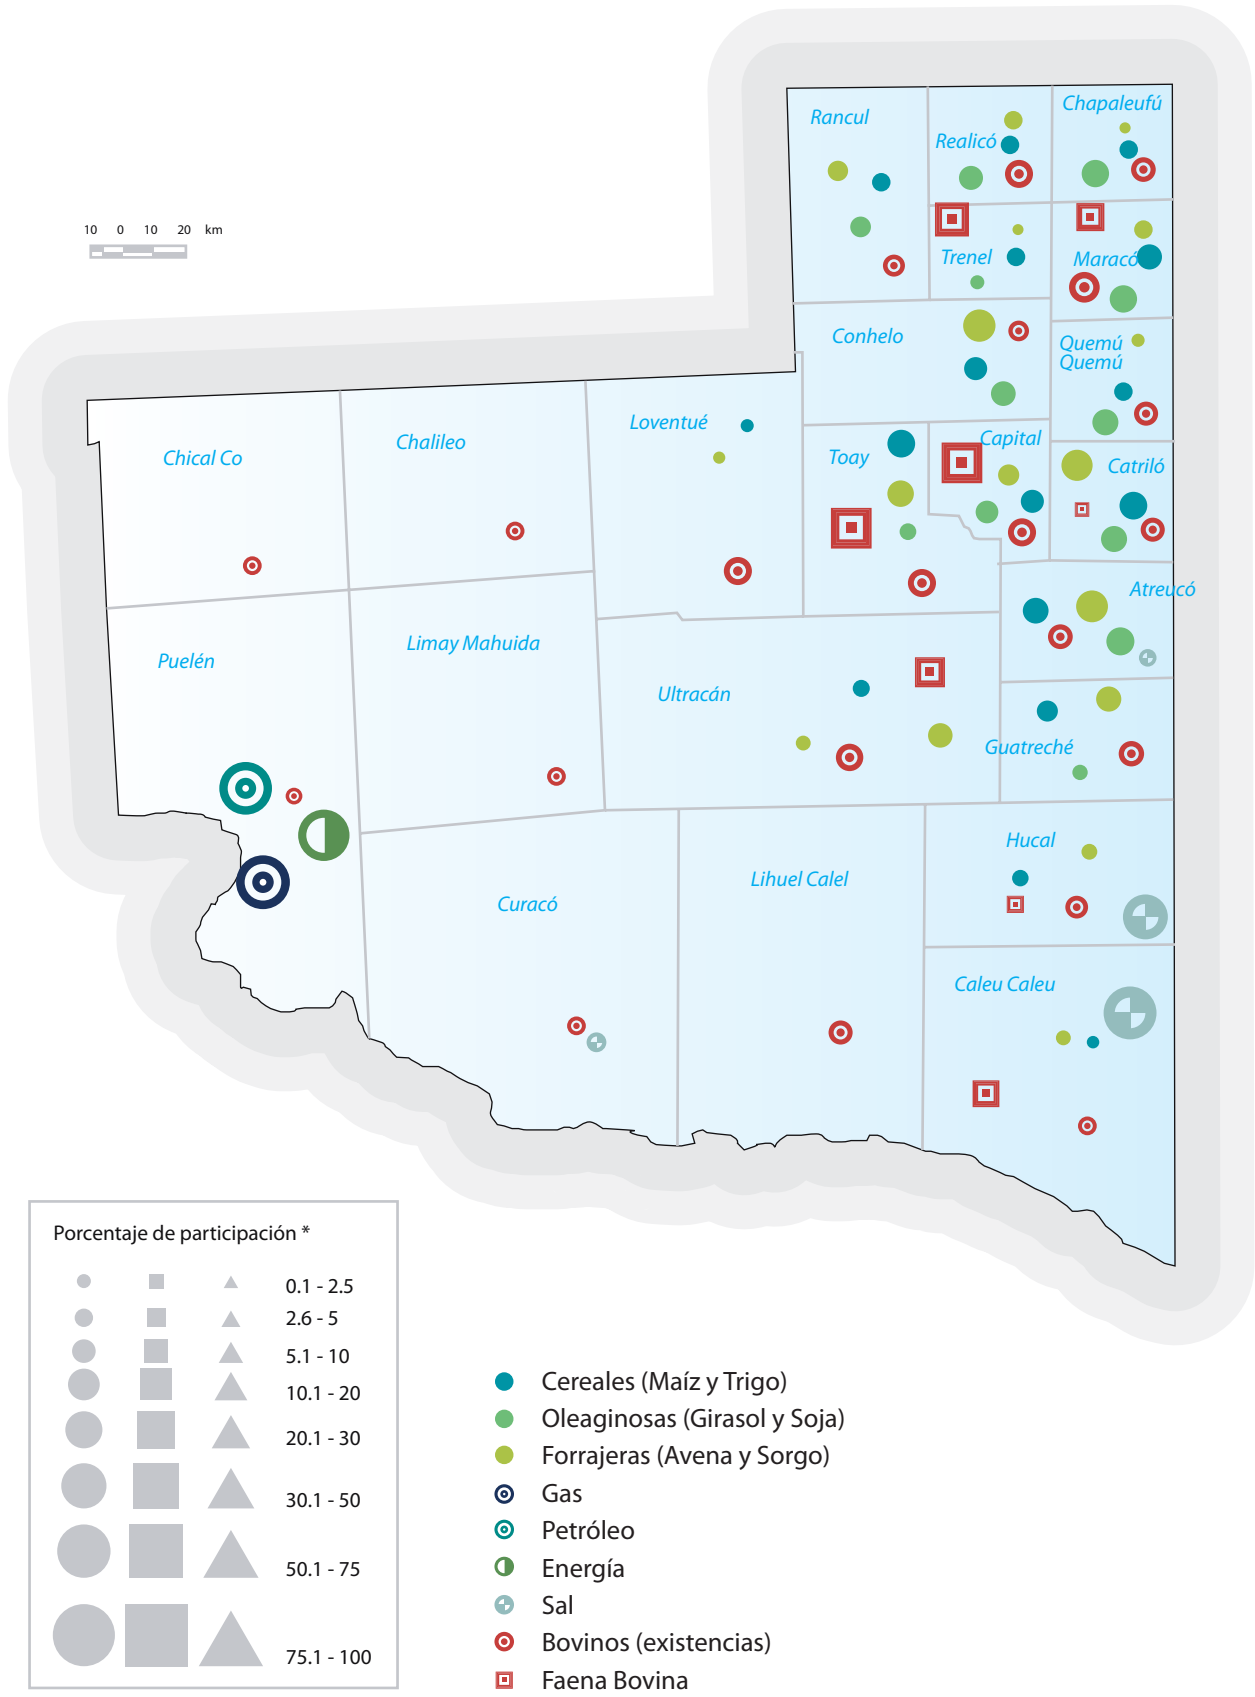 Chapaleufú
Rancul
Realicó
10 0 10 20 km
Trenel
Maracó
Conhelo
Quemú
Quemú
Loventué
Chalileo
Capital
Chical Co
Toay
Catriló
Atreucó
Limay Mahuida
Puelén
Ultracán
Guatreché
Hucal
Lihuel Calel
Curacó
Caleu Caleu
Porcentaje de participación *
0.1 - 2.5
2.6 - 5
5.1 - 10
10.1 - 20
20.1 - 30
30.1 - 50
50.1 - 75
75.1 - 100
Cereales (Maíz y Trigo)
Oleaginosas (Girasol y Soja)
Forrajeras (Avena y Sorgo)
Gas
Petróleo
Energía
Sal
Bovinos (existencias)
Faena Bovina